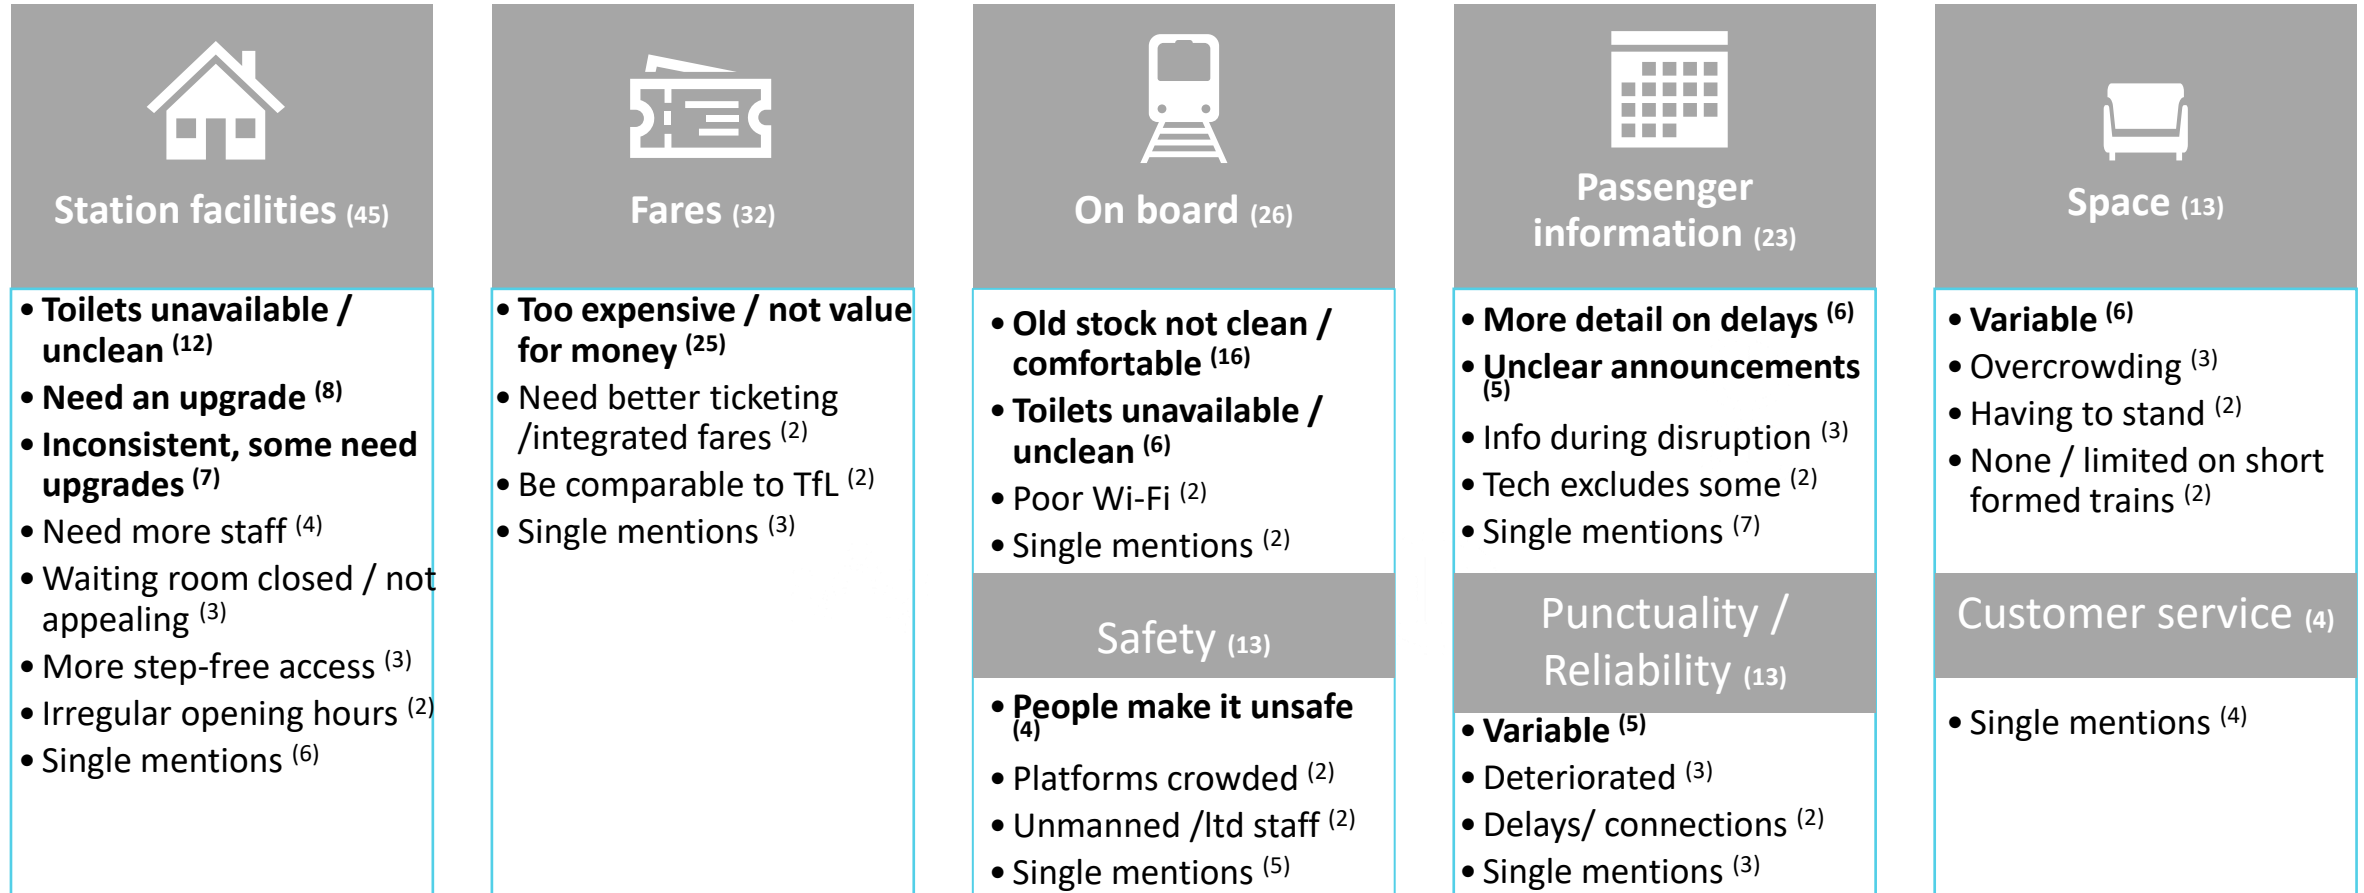 Station facilities (45)
• Toilets unavailable /
unclean (12)
• Need an upgrade (8)
• Inconsistent, some need
upgrades (7)
• Need more staff (4)
• Waiting room closed / not
appealing (3)
• More step-free access (3)
• Irregular opening hours (2)
• Single mentions (6)
Fares (32)
• Too expensive / not value
for money (25)
• Need better ticketing
/integrated fares (2)
• Be comparable to TfL (2)
• Single mentions (3)
On board (26)
• Old stock not clean /
comfortable (16)
• Toilets unavailable /
unclean (6)
• Poor Wi-Fi (2)
• Single mentions (2)
Safety (13)
• People make it unsafe
(4)
• Platforms crowded (2)
• Unmanned /ltd staff (2)
• Single mentions (5)
Passenger
information (23)
• More detail on delays (6)
• Unclear announcements
(5)
• Info during disruption (3)
• Tech excludes some (2)
• Single mentions (7)
Punctuality /
Reliability (13)
• Variable (5)
• Deteriorated (3)
• Delays/ connections (2)
• Single mentions (3)
Space (13)
• Variable (6)
• Overcrowding (3)
• Having to stand (2)
• None / limited on short
formed trains (2)
Customer service (4)
• Single mentions (4)